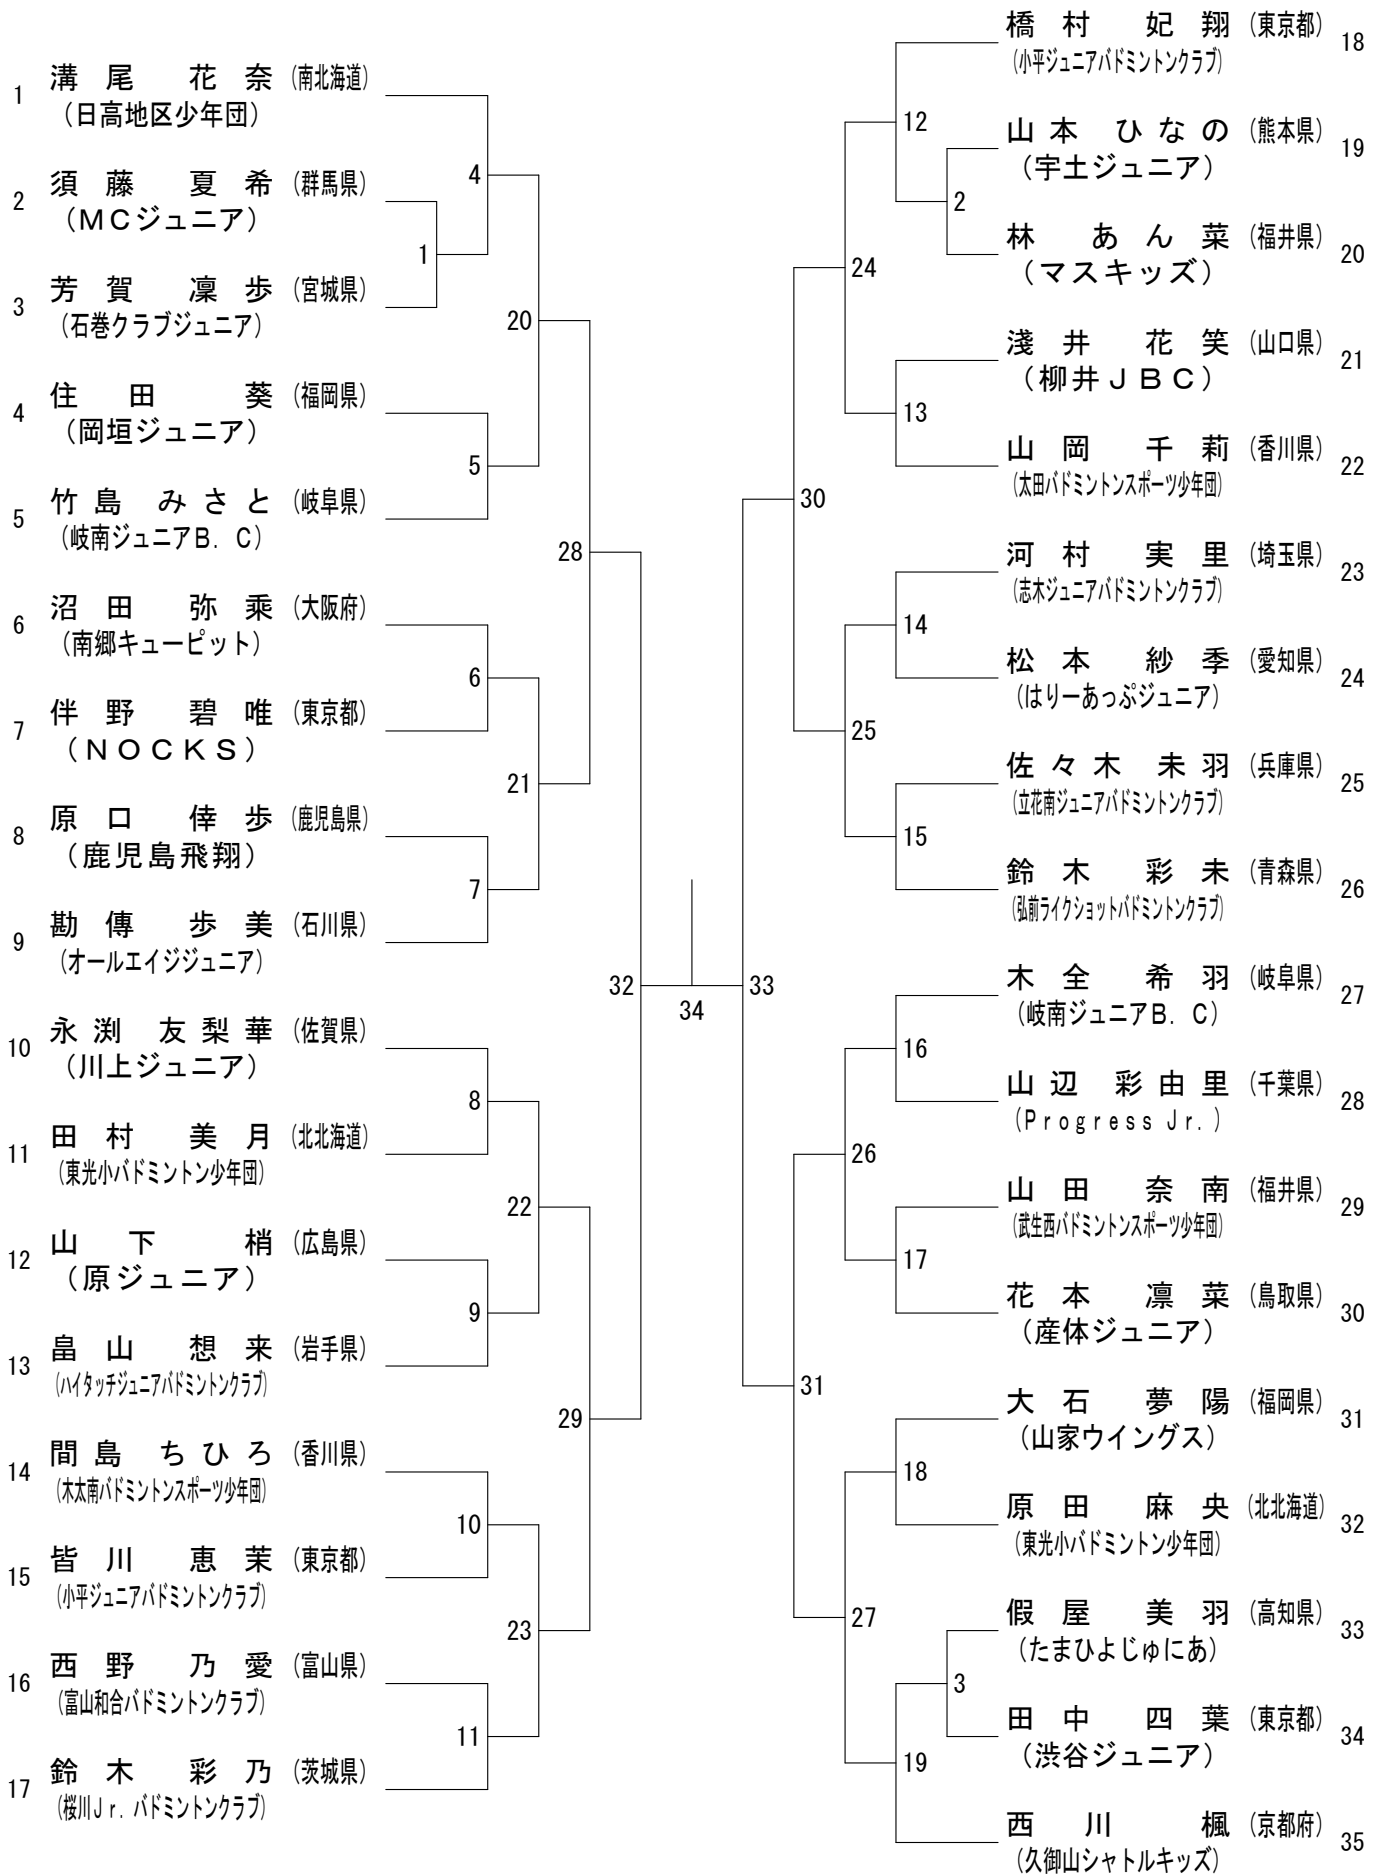 1 溝尾 花奈 (南北海道)
(日高地区少年団)
2 須藤 夏希 (群馬県)
(MCジュニア)
3 芳賀 凜歩 (宮城県)
(石巻クラブジュニア)
4 住田 葵 (福岡県)
(岡垣ジュニア)
5 竹島 みさと (岐阜県)
(岐南ジュニアB.C)
6 沼田 弥乗 (大阪府)
(南郷キューピット)
7 伴野 碧唯 (東京都)
(NOCKS)
8 原口 倖歩 (鹿児島県)
(鹿児島飛翔)
9 勘傳 歩美 (石川県)
(オールエイジジュニア)
10 永渕 友梨華 (佐賀県)
(川上ジュニア)
11 田村 美月 (北北海道)
(東光小バドミントン少年団)
12 山下 梢 (広島県)
(原ジュニア)
13 畠山 想来 (岩手県)
(ハイタッチジュニアバドミントンクラブ)
14 間島 ちひろ (香川県)
(木太南バドミントンスポーツ少年団)
15 皆川 恵茉 (東京都)
(小平ジュニアバドミントンクラブ)
16 西野 乃愛 (富山県)
(富山和合バドミントンクラブ)
17 鈴木 彩乃 (茨城県)
(桜川Jr.バドミントンクラブ)
1
4
5
6
7
8
9
10
11
20
21
22
23
28
29
32
34
33
30
31
24
25
26
27
12
13
14
15
16
17
18
19
2
3
橋村 妃翔 (東京都) 18
(小平ジュニアバドミントンクラブ)
山本 ひなの (熊本県) 19
(宇土ジュニア)
林 あん菜 (福井県) 20
(マスキッズ)
淺井 花笑 (山口県) 21
(柳井JBC)
山岡 千莉 (香川県) 22
(太田バドミントンスポーツ少年団)
河村 実里 (埼玉県) 23
(志木ジュニアバドミントンクラブ)
松本 紗季 (愛知県) 24
(はりーあっぷジュニア)
佐々木 未羽 (兵庫県) 25
(立花南ジュニアバドミントンクラブ)
鈴木 彩未 (青森県) 26
(弘前ライクショットバドミントンクラブ)
木全 希羽 (岐阜県) 27
(岐南ジュニアB.C)
山辺 彩由里 (千葉県) 28
(Progress Jr.)
山田 奈南 (福井県) 29
(武生西バドミントンスポーツ少年団)
花本 凛菜 (鳥取県) 30
(産体ジュニア)
大石 夢陽 (福岡県) 31
(山家ウイングス)
原田 麻央 (北北海道) 32
(東光小バドミントン少年団)
假屋 美羽 (高知県) 33
(たまひよじゅにあ)
田中 四葉 (東京都) 34
(渋谷ジュニア)
西川 楓 (京都府) 35
(久御山シャトルキッズ)